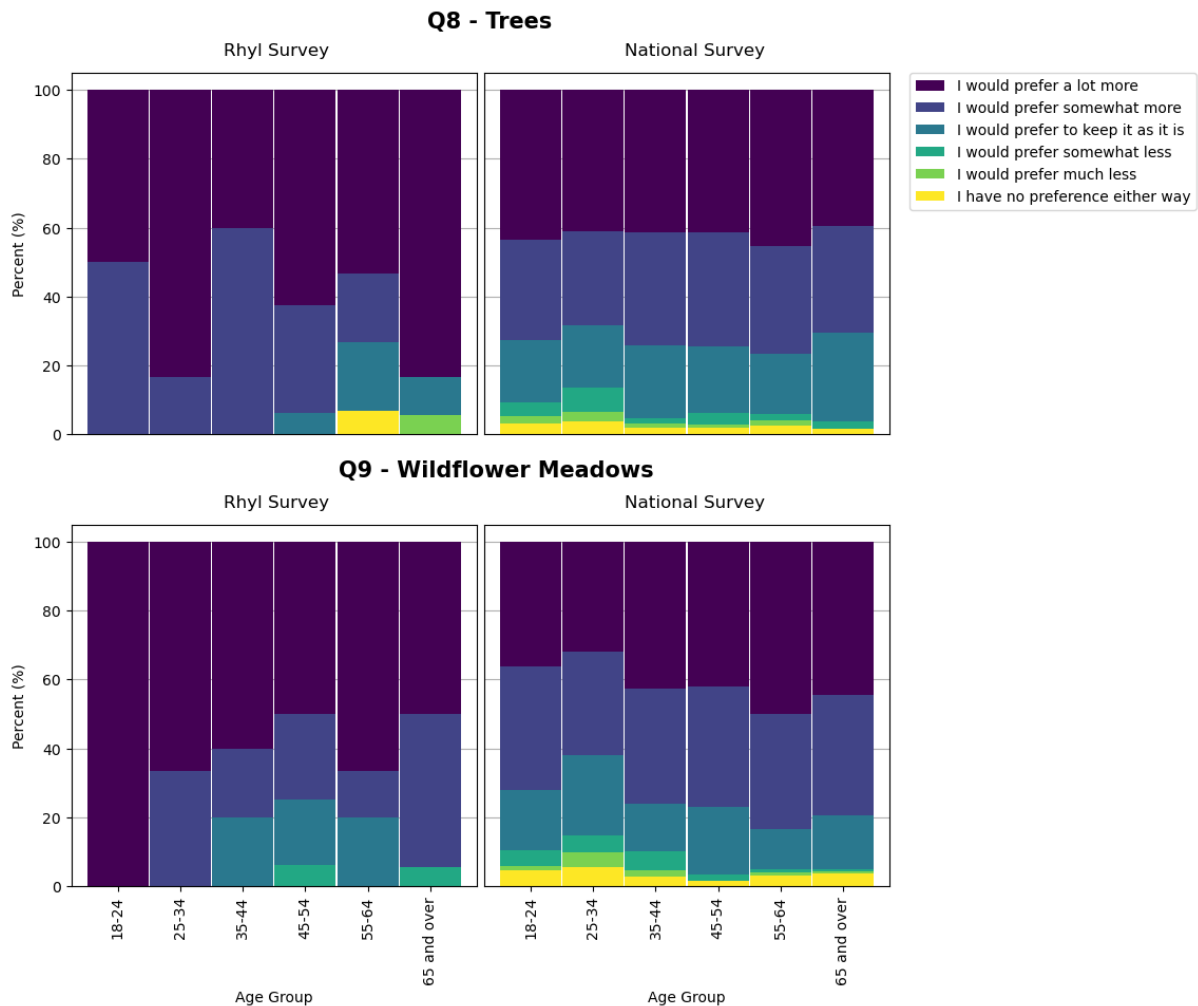 Q8 - Trees
Rhyl Survey
National Survey
Percent (%)
100
80
60
40
20
0
I would prefer a lot more
I would prefer somewhat more
I would prefer to keep it as it is
I would prefer somewhat less
I would prefer much less
I have no preference either way
Q9 - Wildflower Meadows
Rhyl Survey
National Survey
Percent (%)
100
80
60
40
20
0
18-24
25-34
35-44
45-54
55-64
65 and over
18-24
25-34
35-44
45-54
55-64
65 and over
Age Group
Age Group